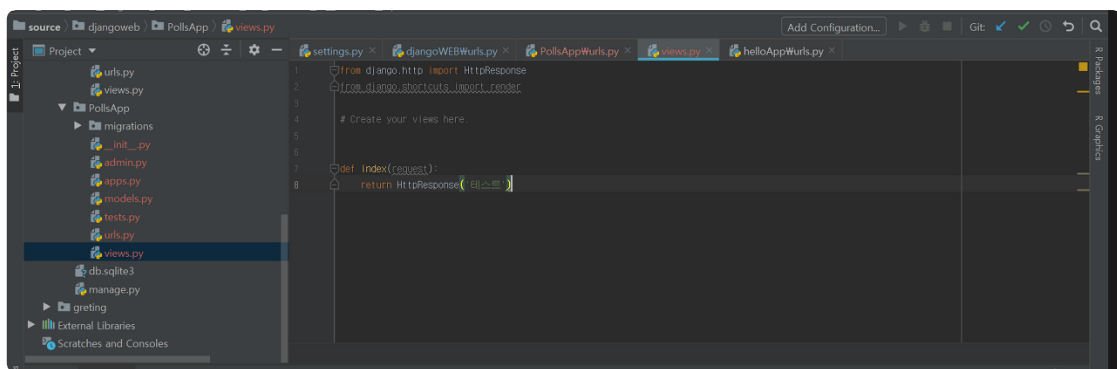 source djangoweb PollsApp views.py Add Configuration... Git:
1: Project
Project
settings.py djangoWEB₩urls.py PollsApp₩urls.py views.py helloApp₩urls.py
urls.py
views.py
PollsApp
migrations
__init__.py
admin.py
apps.py
models.py
tests.py
urls.py
views.py
db.sqlite3
manage.py
greting
External Libraries
Scratches and Consoles
1 from django.http import HttpResponse
2 from django.shortcuts import render
3
4 # Create your views here.
5
6
7 def index(request):
8 return HttpResponse('테스트')
R Packages
R Graphics